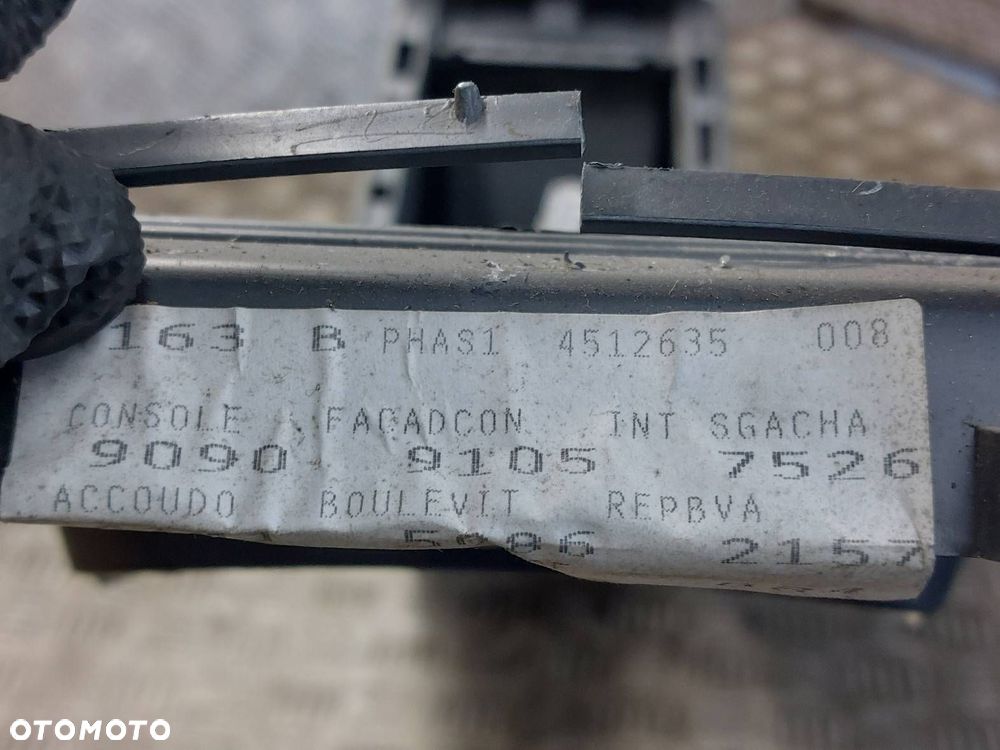 163 B PHAS1 4512635 008
CONSOLE FACADCON INT SGACHA
9090 9105 7526
ACCOUDO BOULEVIT REPBVA
2157
OTOMOTO